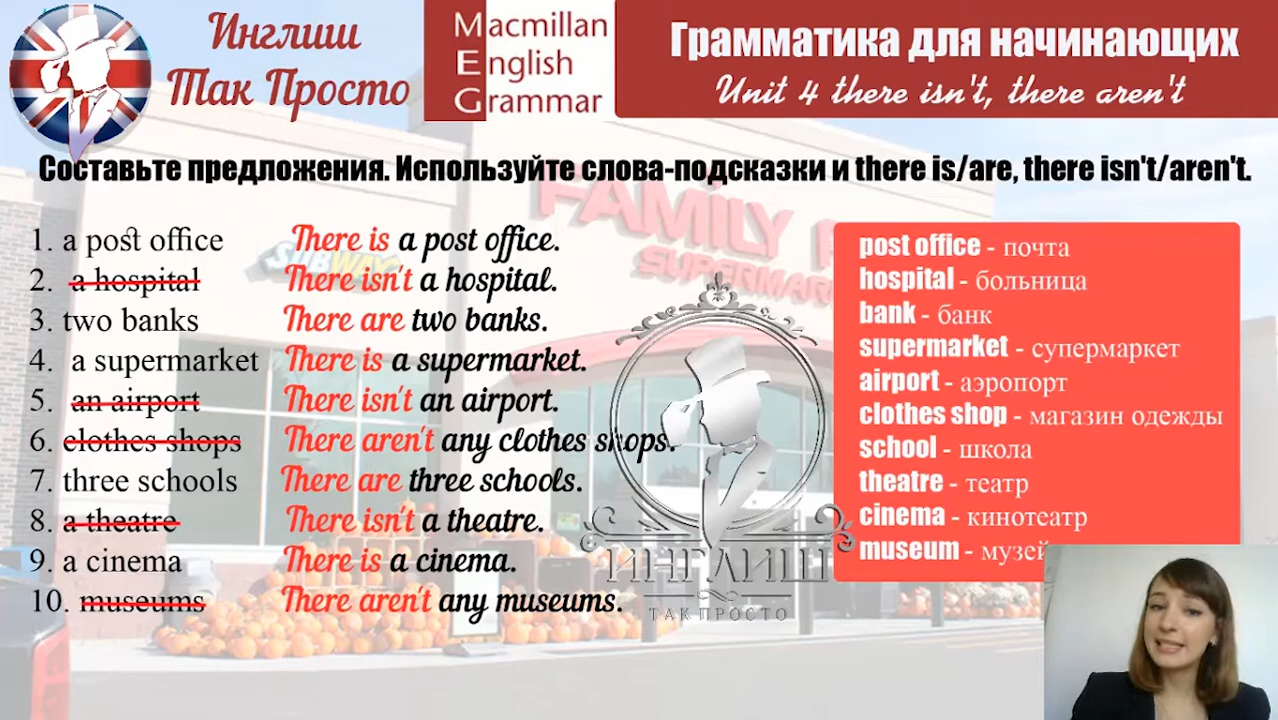 Инглиш
Так Просто
Macmillan
English
Grammar
Грамматика для начинающих
Unit 4 there isn't, there aren't
Составьте предложения. Используйте слова-подсказки и there is/are, there isn't/aren't.
FAMILY
SUPERMAR
SUBWAY
1. a post office There is a post office.
2. a hospital There isn't a hospital.
3. two banks There are two banks.
4. a supermarket There is a supermarket.
5. an airport There isn't an airport.
6. clothes shops There aren't any clothes shops.
7. three schools There are three schools.
8. a theatre There isn't a theatre.
9. a cinema There is a cinema.
10. museums There aren't any museums.
post office - почта
hospital - больница
bank - банк
supermarket - супермаркет
airport - аэропорт
clothes shop - магазин одежды
school - школа
theatre - театр
cinema - кинотеатр
museum - музей
ИНГЛИШ
ТАК ПРОСТО